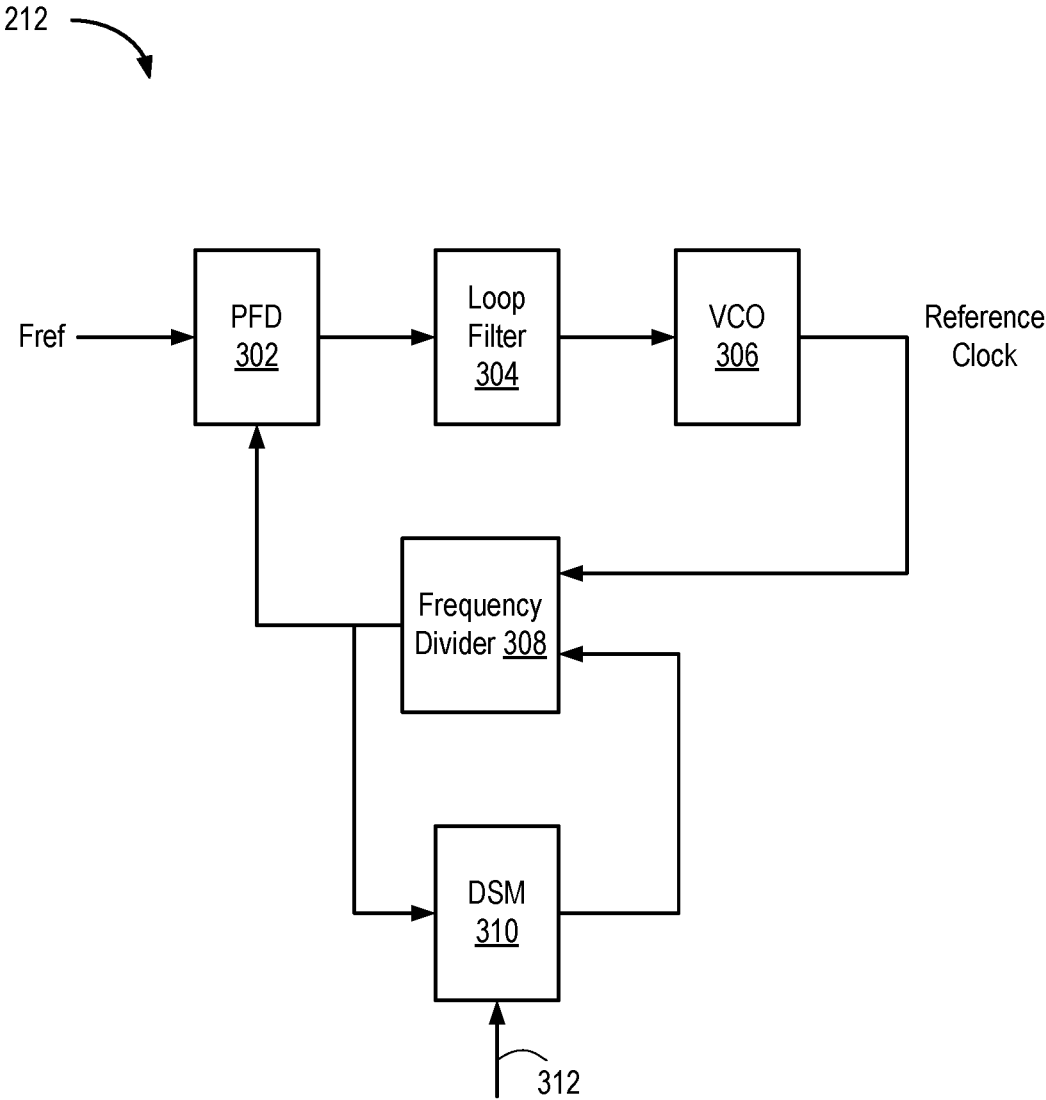 212
Fref
PFD
302
Loop
Filter
304
VCO
306
Reference
Clock
Frequency
Divider 308
DSM
310
312